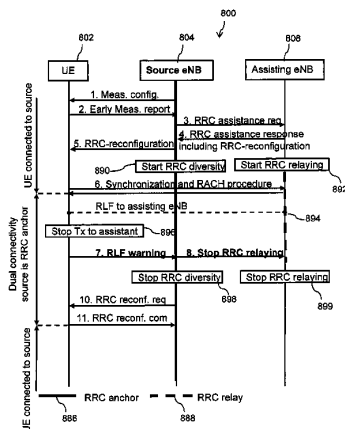 800
802
804
806
UE
Source eNB
Assisting eNB
1. Meas. config.
2. Early Meas. report
3. RRC assistance req.
4. RRC assistance response
including RRC-reconfiguration
5. RRC-reconfiguration
890
Start RRC diversity
Start RRC relaying
892
6. Synchronization and RACH procedure
RLF to assisting eNB
894
Stop Tx to assistant
896
7. RLF warning
8. Stop RRC relaying
Stop RRC diversity
Stop RRC relaying
898
899
10. RRC reconf. req
11. RRC reconf. com
UE connected to source
Dual connectivity
source is RRC anchor
UE connected to source
RRC anchor
RRC relay
886
888